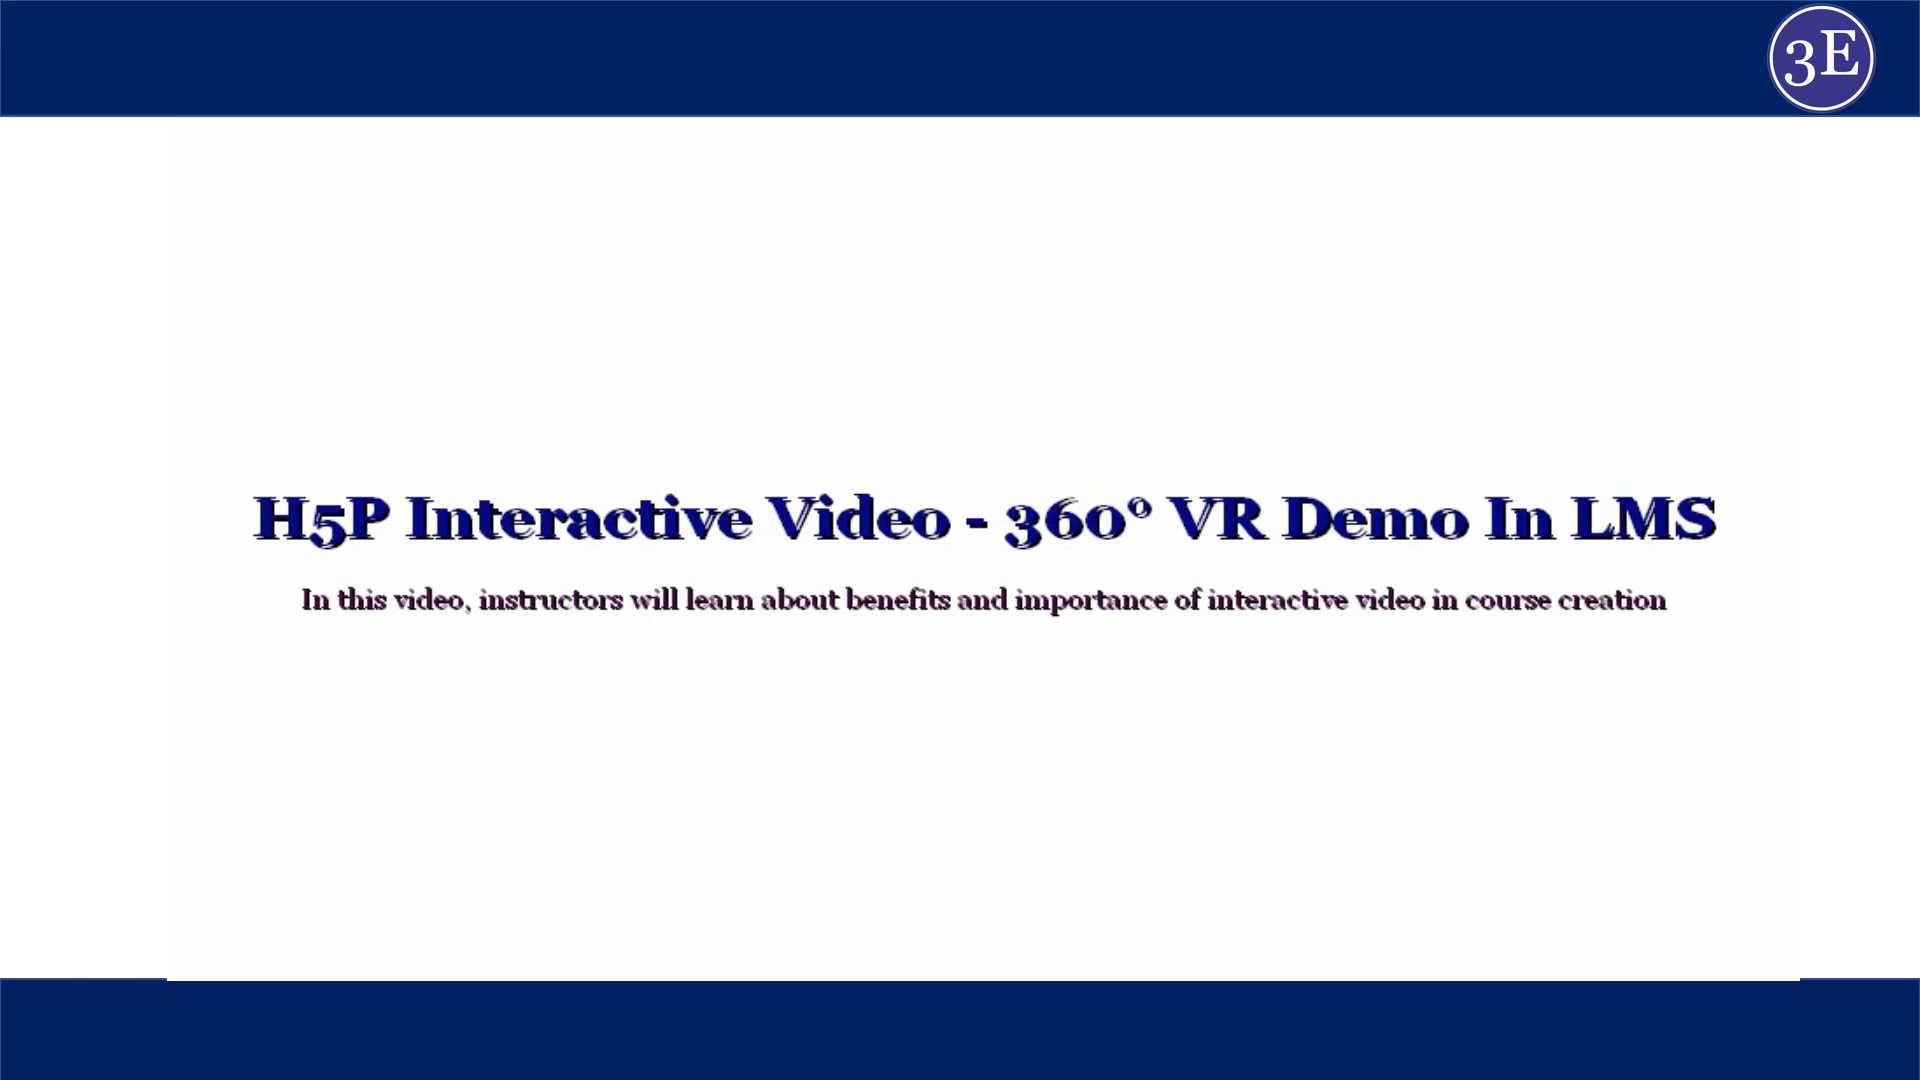 3E
H5P Interactive Video - 360° VR Demo In LMS
In this video, instructors will learn about benefits and importance of interactive video in course creation